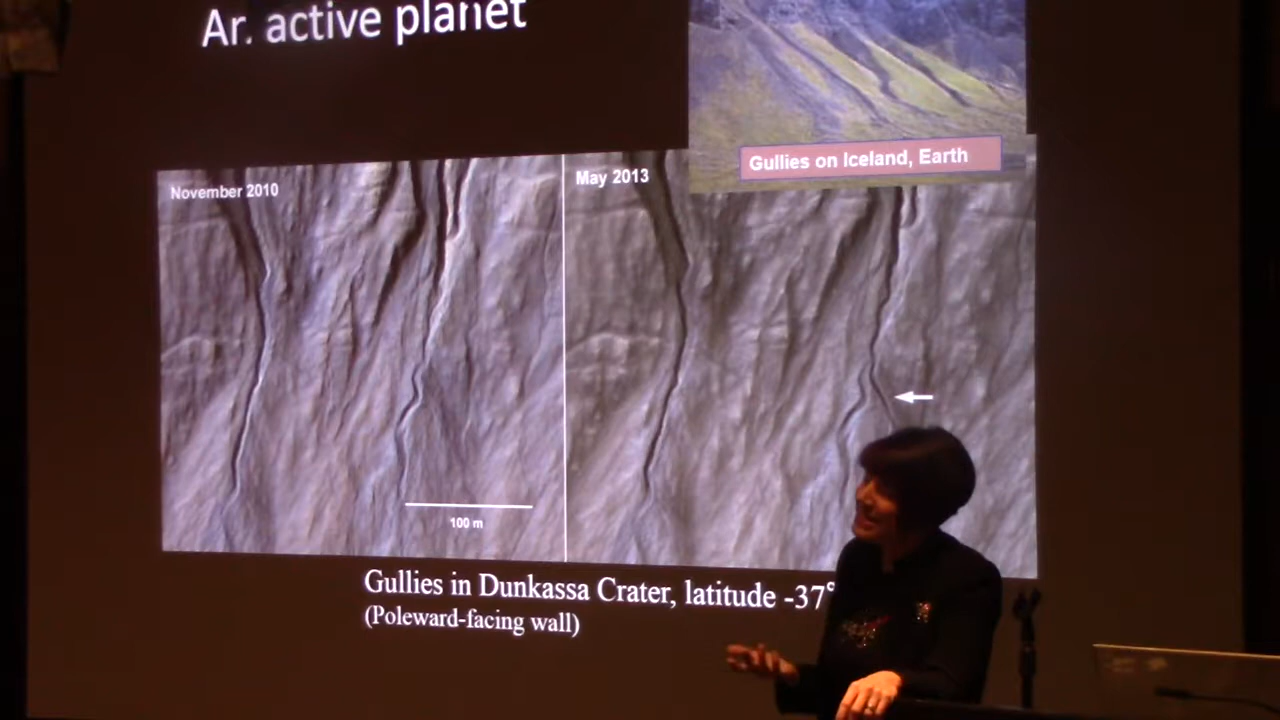 Ar. active planet
Gullies on Iceland, Earth
November 2010
May 2013
100 m
Gullies in Dunkassa Crater, latitude -37°
(Poleward-facing wall)